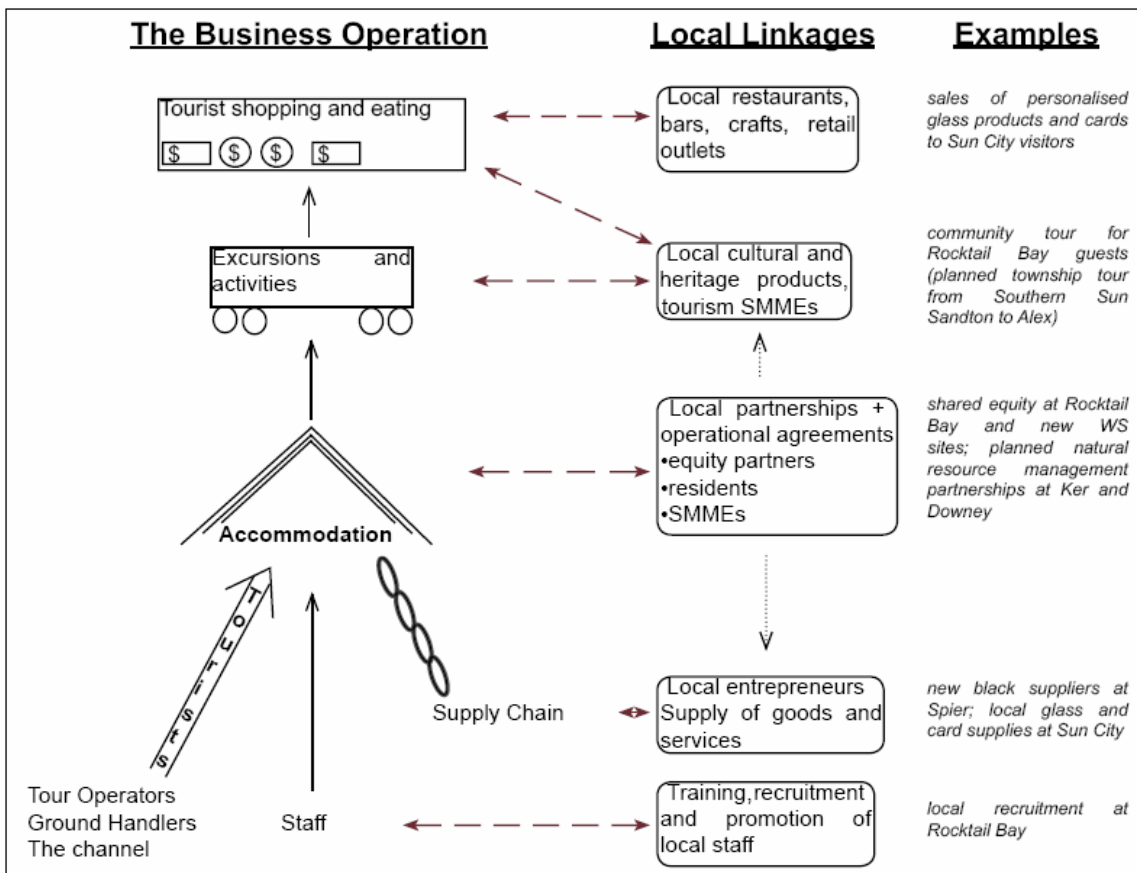 The Business Operation
Local Linkages
Examples
Tourist shopping and eating
$ $ $ $
Local restaurants,
bars, crafts, retail
outlets
sales of personalised
glass products and cards
to Sun City visitors
Excursions and
activities
Local cultural and
heritage products,
tourism SMMEs
community tour for
Rocktail Bay guests
(planned township tour
from Southern Sun
Sandton to Alex)
Accommodation
Local partnerships +
operational agreements
•equity partners
•residents
•SMMEs
shared equity at Rocktail
Bay and new WS
sites; planned natural
resource management
partnerships at Ker and
Downey
Tourists
Supply Chain
Local entrepreneurs
Supply of goods and
services
new black suppliers at
Spier; local glass and
card supplies at Sun City
Tour Operators
Ground Handlers
The channel
Staff
Training,recruitment
and promotion of
local staff
local recruitment at
Rocktail Bay